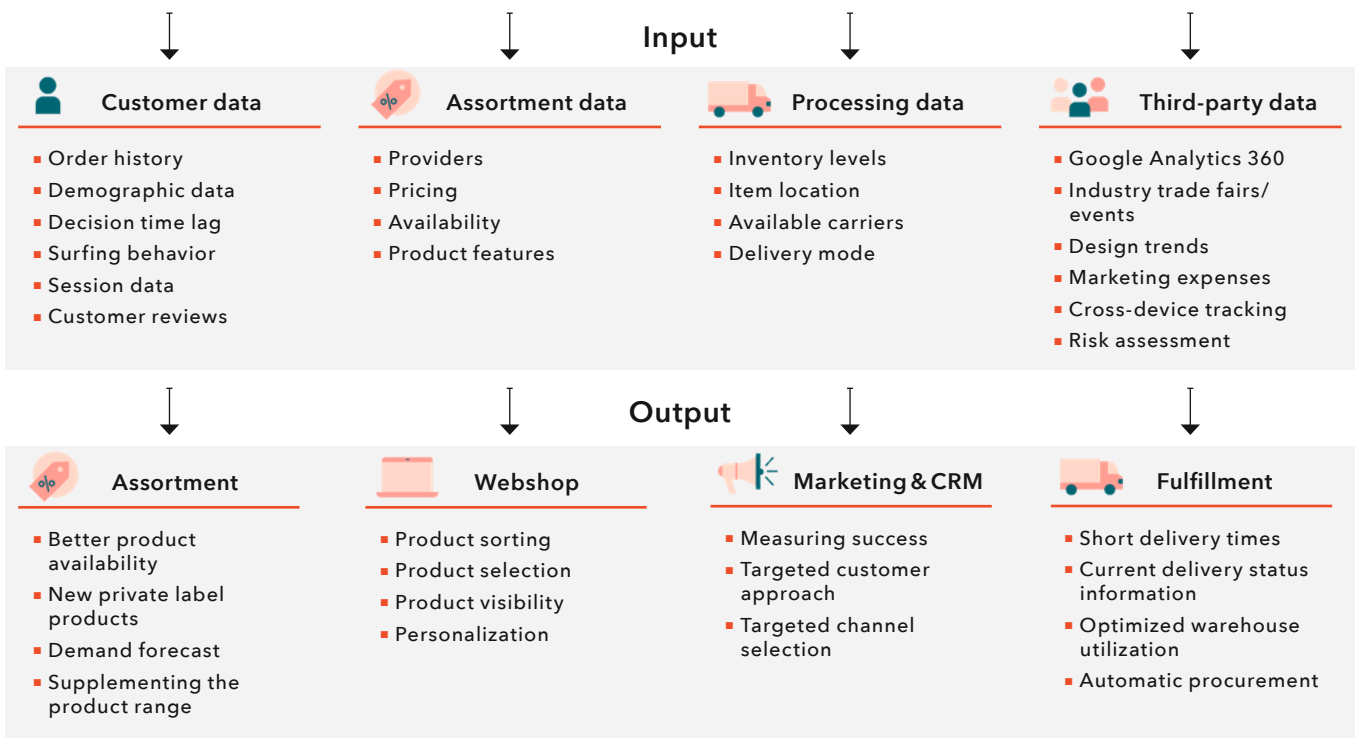 Input
Customer data
Order history
Demographic data
Decision time lag
Surfing behavior
Session data
Customer reviews
%
Assortment data
Providers
Pricing
Availability
Product features
Processing data
Inventory levels
Item location
Available carriers
Delivery mode
Third-party data
Google Analytics 360
Industry trade fairs/
events
Design trends
Marketing expenses
Cross-device tracking
Risk assessment
Output
%
Assortment
Better product
availability
New private label
products
Demand forecast
Supplementing the
product range
Webshop
Product sorting
Product selection
Product visibility
Personalization
Marketing & CRM
Measuring success
Targeted customer
approach
Targeted channel
selection
Fulfillment
Short delivery times
Current delivery status
information
Optimized warehouse
utilization
Automatic procurement